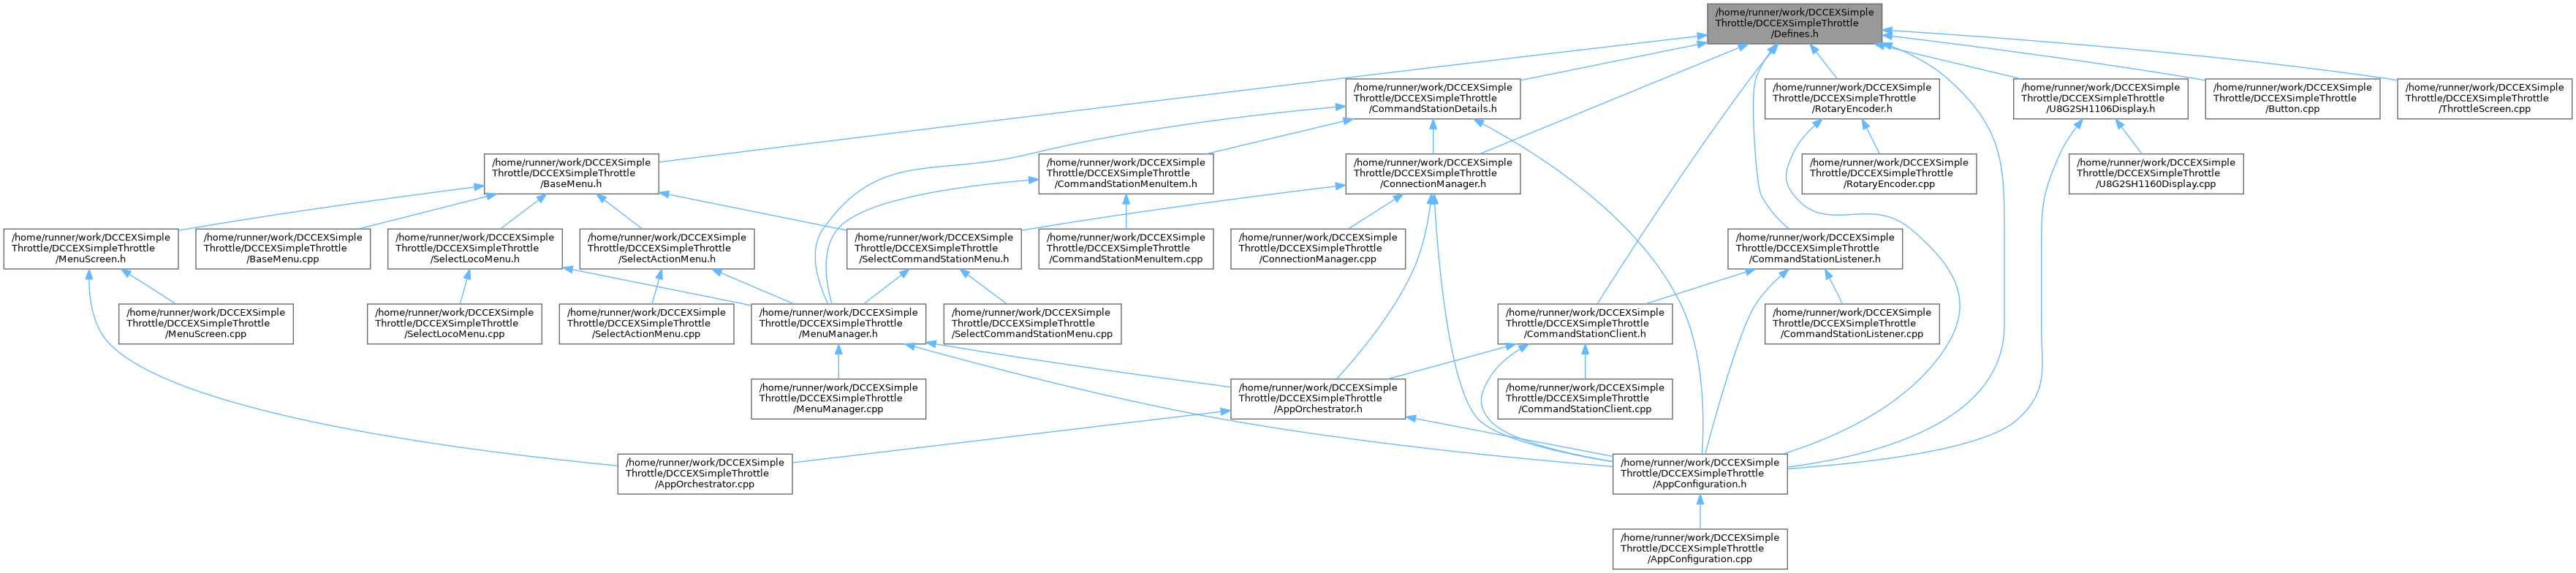 /home/runner/work/DCCEXSimple
Throttle/DCCEXSimpleThrottle
/Defines.h
/home/runner/work/DCCEXSimple
Throttle/DCCEXSimpleThrottle
/CommandStationDetails.h
/home/runner/work/DCCEXSimple
Throttle/DCCEXSimpleThrottle
/RotaryEncoder.h
/home/runner/work/DCCEXSimple
Throttle/DCCEXSimpleThrottle
/U8G2SH1106Display.h
/home/runner/work/DCCEXSimple
Throttle/DCCEXSimpleThrottle
/Button.cpp
/home/runner/work/DCCEXSimple
Throttle/DCCEXSimpleThrottle
/ThrottleScreen.cpp
/home/runner/work/DCCEXSimple
Throttle/DCCEXSimpleThrottle
/BaseMenu.h
/home/runner/work/DCCEXSimple
Throttle/DCCEXSimpleThrottle
/CommandStationMenuItem.h
/home/runner/work/DCCEXSimple
Throttle/DCCEXSimpleThrottle
/ConnectionManager.h
/home/runner/work/DCCEXSimple
Throttle/DCCEXSimpleThrottle
/RotaryEncoder.cpp
/home/runner/work/DCCEXSimple
Throttle/DCCEXSimpleThrottle
/U8G2SH1160Display.cpp
/home/runner/work/DCCEXSimple
Throttle/DCCEXSimpleThrottle
/MenuScreen.h
/home/runner/work/DCCEXSimple
Throttle/DCCEXSimpleThrottle
/BaseMenu.cpp
/home/runner/work/DCCEXSimple
Throttle/DCCEXSimpleThrottle
/SelectLocoMenu.h
/home/runner/work/DCCEXSimple
Throttle/DCCEXSimpleThrottle
/SelectActionMenu.h
/home/runner/work/DCCEXSimple
Throttle/DCCEXSimpleThrottle
/SelectCommandStationMenu.h
/home/runner/work/DCCEXSimple
Throttle/DCCEXSimpleThrottle
/CommandStationMenuItem.cpp
/home/runner/work/DCCEXSimple
Throttle/DCCEXSimpleThrottle
/ConnectionManager.cpp
/home/runner/work/DCCEXSimple
Throttle/DCCEXSimpleThrottle
/CommandStationListener.h
/home/runner/work/DCCEXSimple
Throttle/DCCEXSimpleThrottle
/MenuScreen.cpp
/home/runner/work/DCCEXSimple
Throttle/DCCEXSimpleThrottle
/SelectLocoMenu.cpp
/home/runner/work/DCCEXSimple
Throttle/DCCEXSimpleThrottle
/SelectActionMenu.cpp
/home/runner/work/DCCEXSimple
Throttle/DCCEXSimpleThrottle
/MenuManager.h
/home/runner/work/DCCEXSimple
Throttle/DCCEXSimpleThrottle
/SelectCommandStationMenu.cpp
/home/runner/work/DCCEXSimple
Throttle/DCCEXSimpleThrottle
/CommandStationClient.h
/home/runner/work/DCCEXSimple
Throttle/DCCEXSimpleThrottle
/CommandStationListener.cpp
/home/runner/work/DCCEXSimple
Throttle/DCCEXSimpleThrottle
/MenuManager.cpp
/home/runner/work/DCCEXSimple
Throttle/DCCEXSimpleThrottle
/AppOrchestrator.h
/home/runner/work/DCCEXSimple
Throttle/DCCEXSimpleThrottle
/CommandStationClient.cpp
/home/runner/work/DCCEXSimple
Throttle/DCCEXSimpleThrottle
/AppOrchestrator.cpp
/home/runner/work/DCCEXSimple
Throttle/DCCEXSimpleThrottle
/AppConfiguration.h
/home/runner/work/DCCEXSimple
Throttle/DCCEXSimpleThrottle
/AppConfiguration.cpp